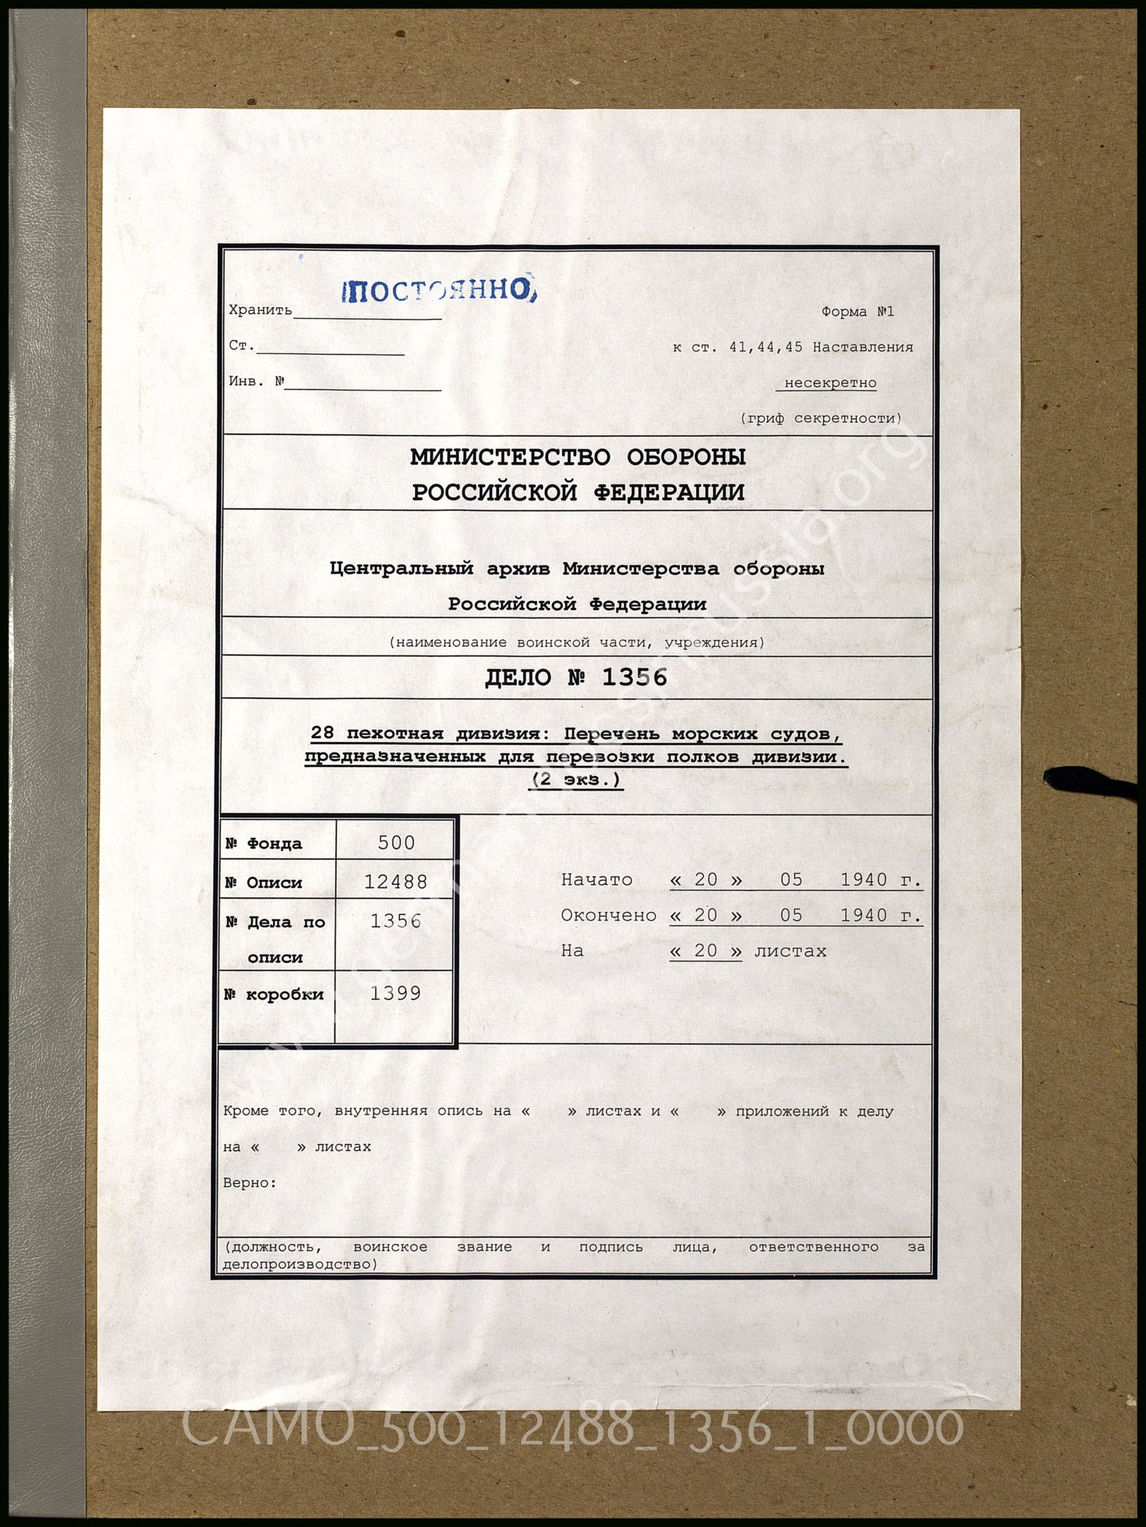 ПОСТОЯННО
Хранить
Форма №1
Ст.
к ст. 41,44,45 Наставления
Инв. №
несекретно
(гриф секретности)
МИНИСТЕРСТВО ОБОРОНЫ
РОССИЙСКОЙ ФЕДЕРАЦИИ
Центральный архив Министерства обороны
Российской Федерации
(наименование воинской части, учреждения)
ДЕЛО № 1356
28 пехотная дивизия: Перечень морских судов,
предназначенных для перевозки полков дивизии.
(2 экз.)
№ Фонда 500
№ Описи 12488
№ Дела по 1356
описи
№ коробки 1399
Начато « 20 » 05 1940 г.
Окончено « 20 » 05 1940 г.
На « 20 » листах
Кроме того, внутренняя опись на « » листах и « » приложений к делу
на « » листах
Верно:
(должность, воинское звание и подпись лица, ответственного за
делопроизводство)
CAMO_500_12488_1356_1_0000